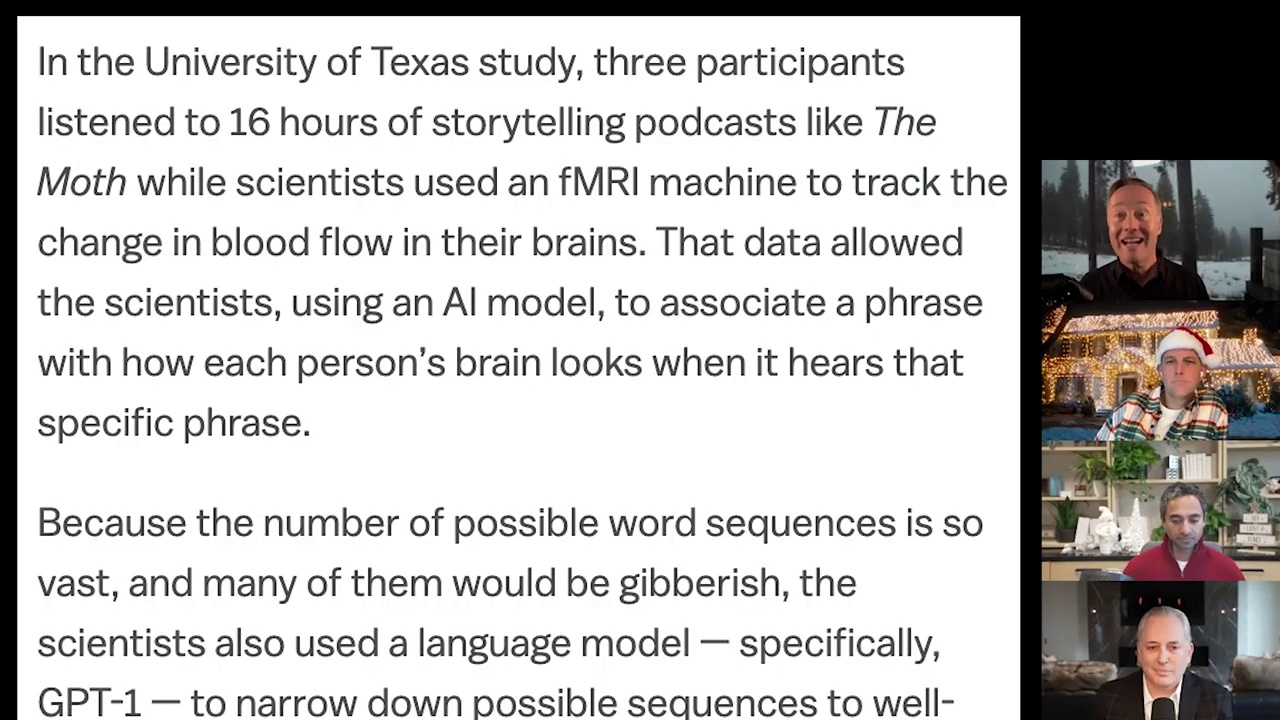 In the University of Texas study, three participants
listened to 16 hours of storytelling podcasts like The
Moth while scientists used an fMRI machine to track the
change in blood flow in their brains. That data allowed
the scientists, using an AI model, to associate a phrase
with how each person’s brain looks when it hears that
specific phrase.
Because the number of possible word sequences is so
vast, and many of them would be gibberish, the
scientists also used a language model — specifically,
GPT-1 — to narrow down possible sequences to well-